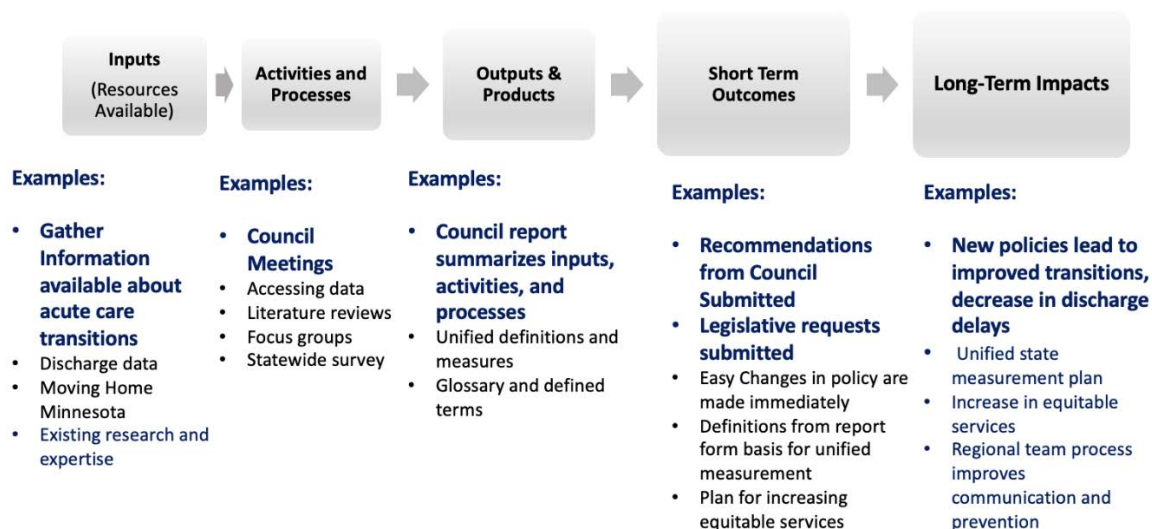 Inputs
(Resources
Available)
Activities and
Processes
Outputs &
Products
Short Term
Outcomes
Long-Term Impacts
Examples:
• Gather
Information
available about
acute care
transitions
• Discharge data
• Moving Home
Minnesota
• Existing research and
expertise
Examples:
• Council
Meetings
• Accessing data
• Literature reviews
• Focus groups
• Statewide survey
Examples:
• Council report
summarizes inputs,
activities, and
processes
• Unified definitions and
measures
• Glossary and defined
terms
Examples:
• Recommendations
from Council
Submitted
• Legislative requests
submitted
• Easy Changes in policy are
made immediately
• Definitions from report
form basis for unified
measurement
• Plan for increasing
equitable services
Examples:
• New policies lead to
improved transitions,
decrease in discharge
delays
• Unified state
measurement plan
• Increase in equitable
services
• Regional team process
improves
communication and
prevention